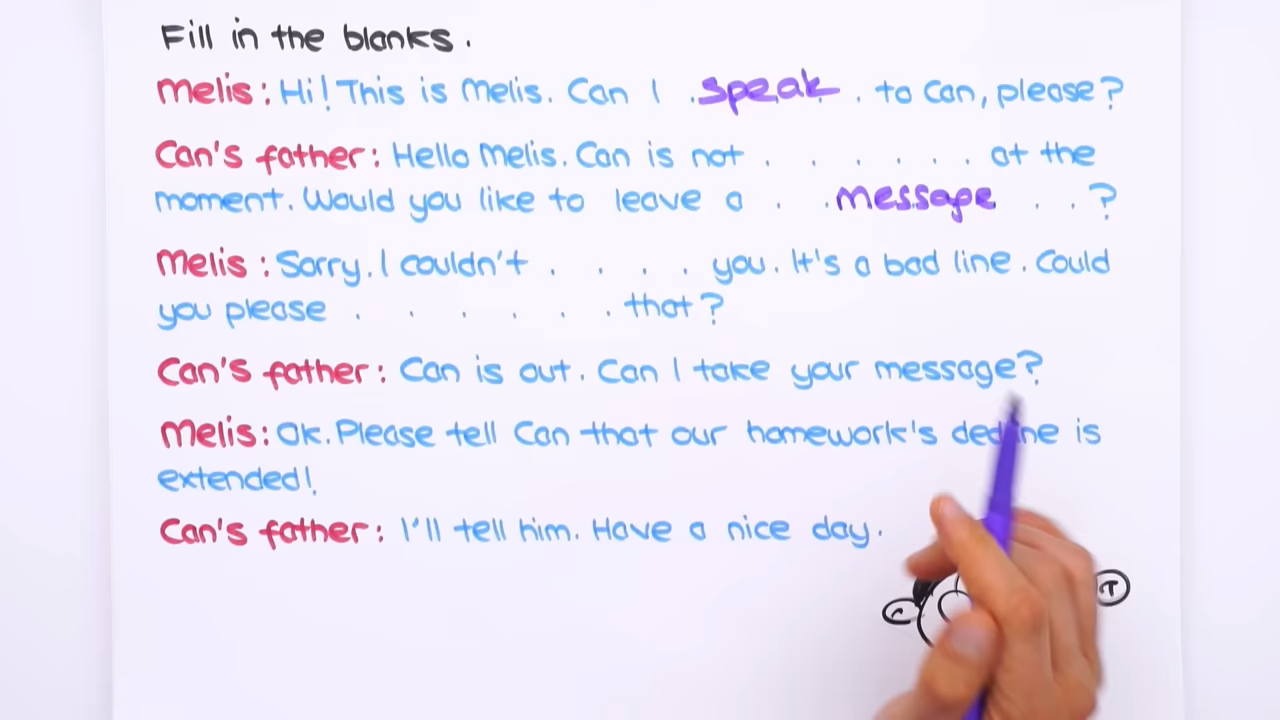 Fill in the blanks.
Melis: Hi! This is Melis. Can I . speak . to Can, please?
Can's father: Hello Melis. Can is not . . . . . . at the
moment. Would you like to leave a . . message . . ?
Melis: Sorry. I couldn't . . . . you. It's a bad line. Could
you please . . . . . . that?
Can's father: Can is out. Can I take your message?
Melis: Ok. Please tell Can that our homework's is
extended!
Can's father: I'll tell him. Have a nice day.
T